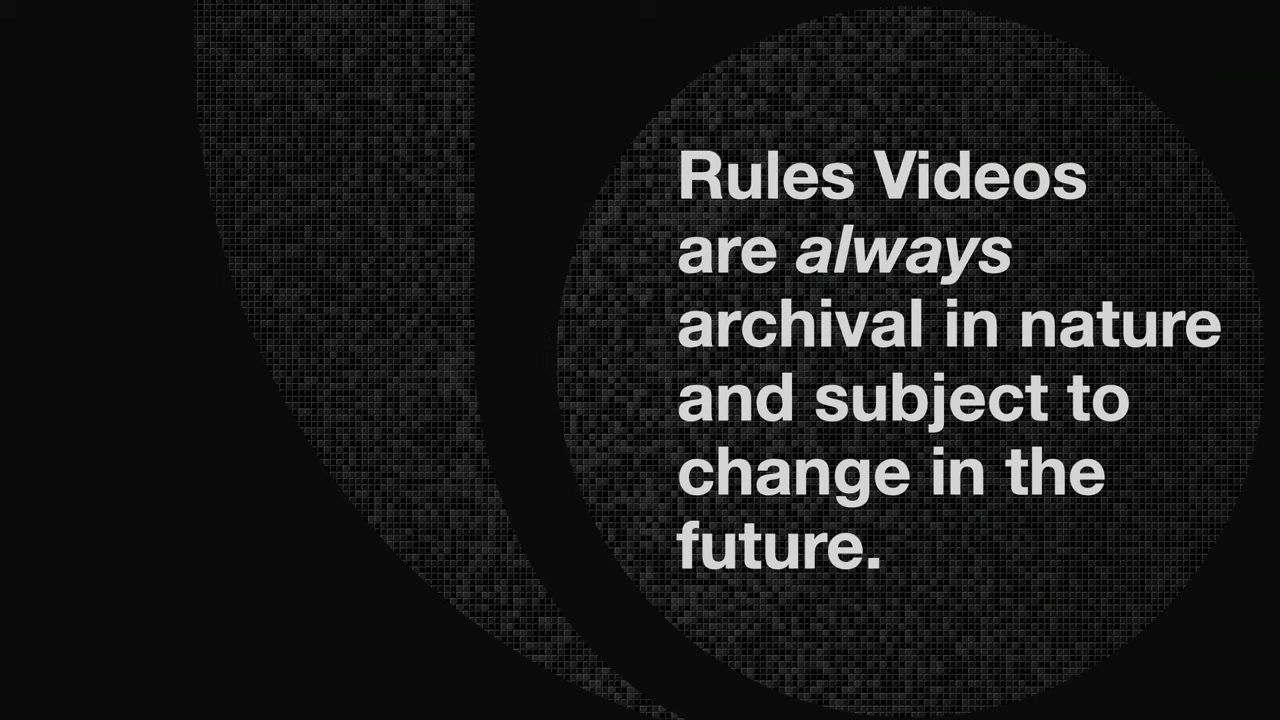 Rules Videos
are always
archival in nature
and subject to
change in the
future.